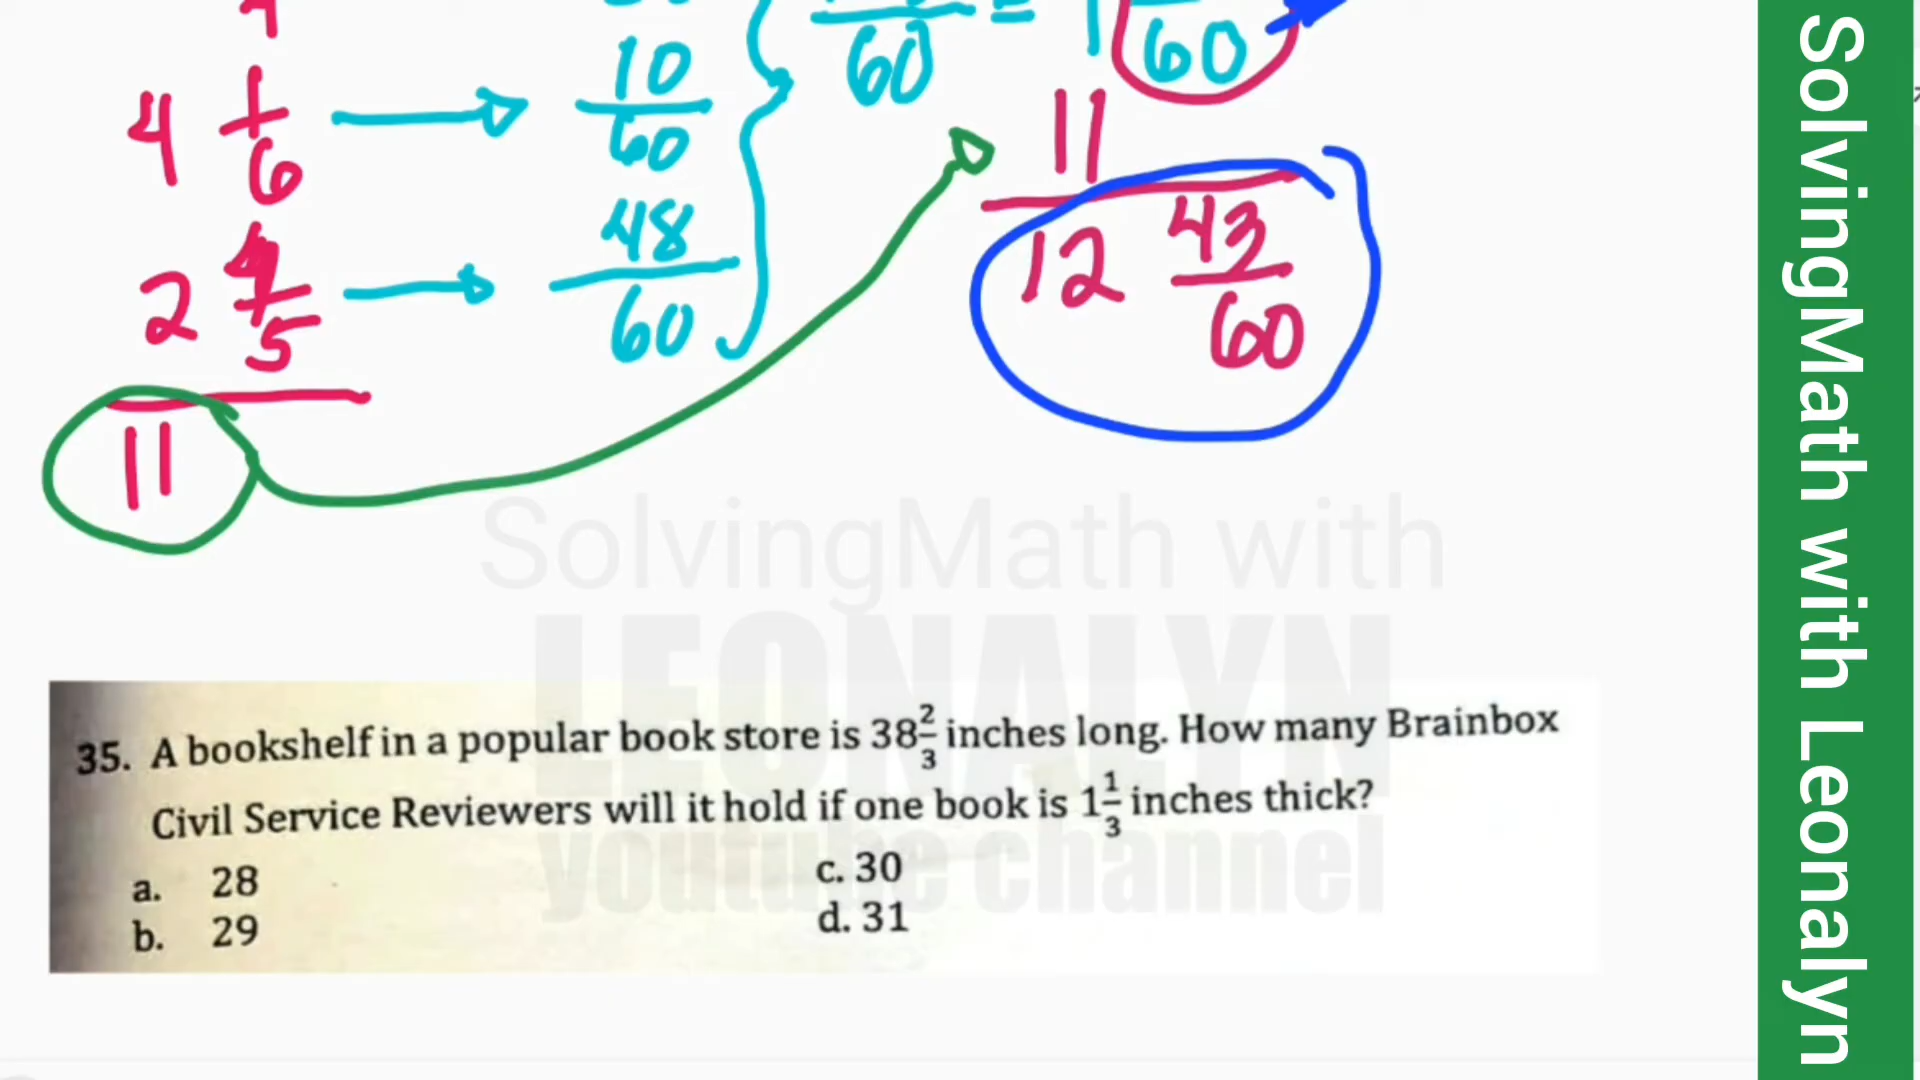 10
60
60
60
4 1/6
10/60
11
2 4/5
48/60
12 43/60
11
SolvingMath with
LEONALYN
youtube channel
35. A bookshelf in a popular book store is 38 2/3 inches long. How many Brainbox
Civil Service Reviewers will it hold if one book is 1 1/3 inches thick?
a. 28
c. 30
b. 29
d. 31
SolvingMath with Leonalyn